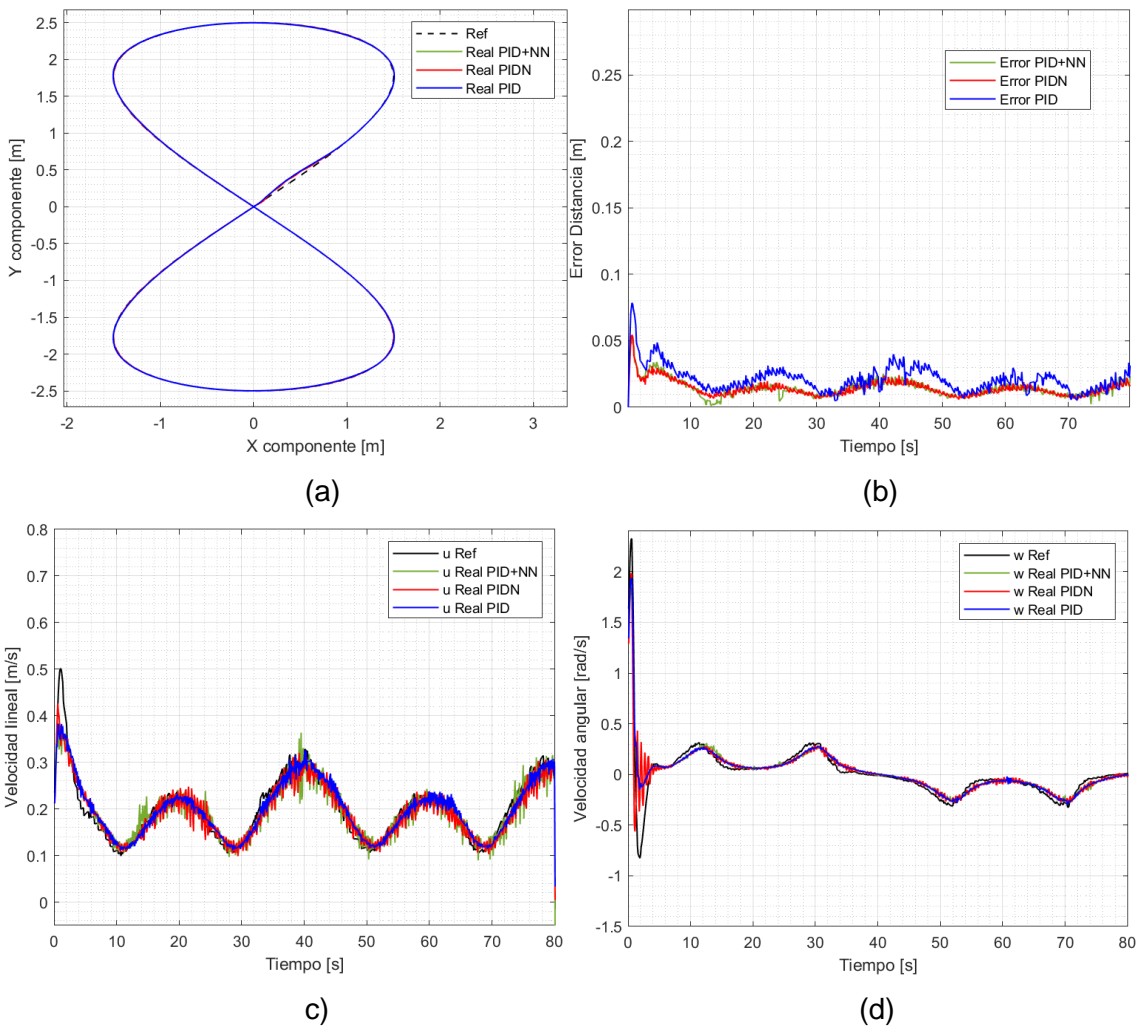 2.5
2
1.5
1
0.5
0
-0.5
-1
-1.5
-2
-2.5
Y componente [m]
Ref
Real PID+NN
Real PIDN
Real PID
-2
-1
0
1
2
3
X componente [m]
(a)
0.25
0.2
0.15
0.1
0.05
0
Error Distancia [m]
Error PID+NN
Error PIDN
Error PID
10
20
30
40
50
60
70
Tiempo [s]
(b)
0.8
0.7
0.6
0.5
0.4
0.3
0.2
0.1
0
Velocidad lineal [m/s]
u Ref
u Real PID+NN
u Real PIDN
u Real PID
0
10
20
30
40
50
60
70
80
Tiempo [s]
c)
2
1.5
1
0.5
0
-0.5
-1
-1.5
Velocidad angular [rad/s]
w Ref
w Real PID+NN
w Real PIDN
w Real PID
0
10
20
30
40
50
60
70
80
Tiempo [s]
(d)